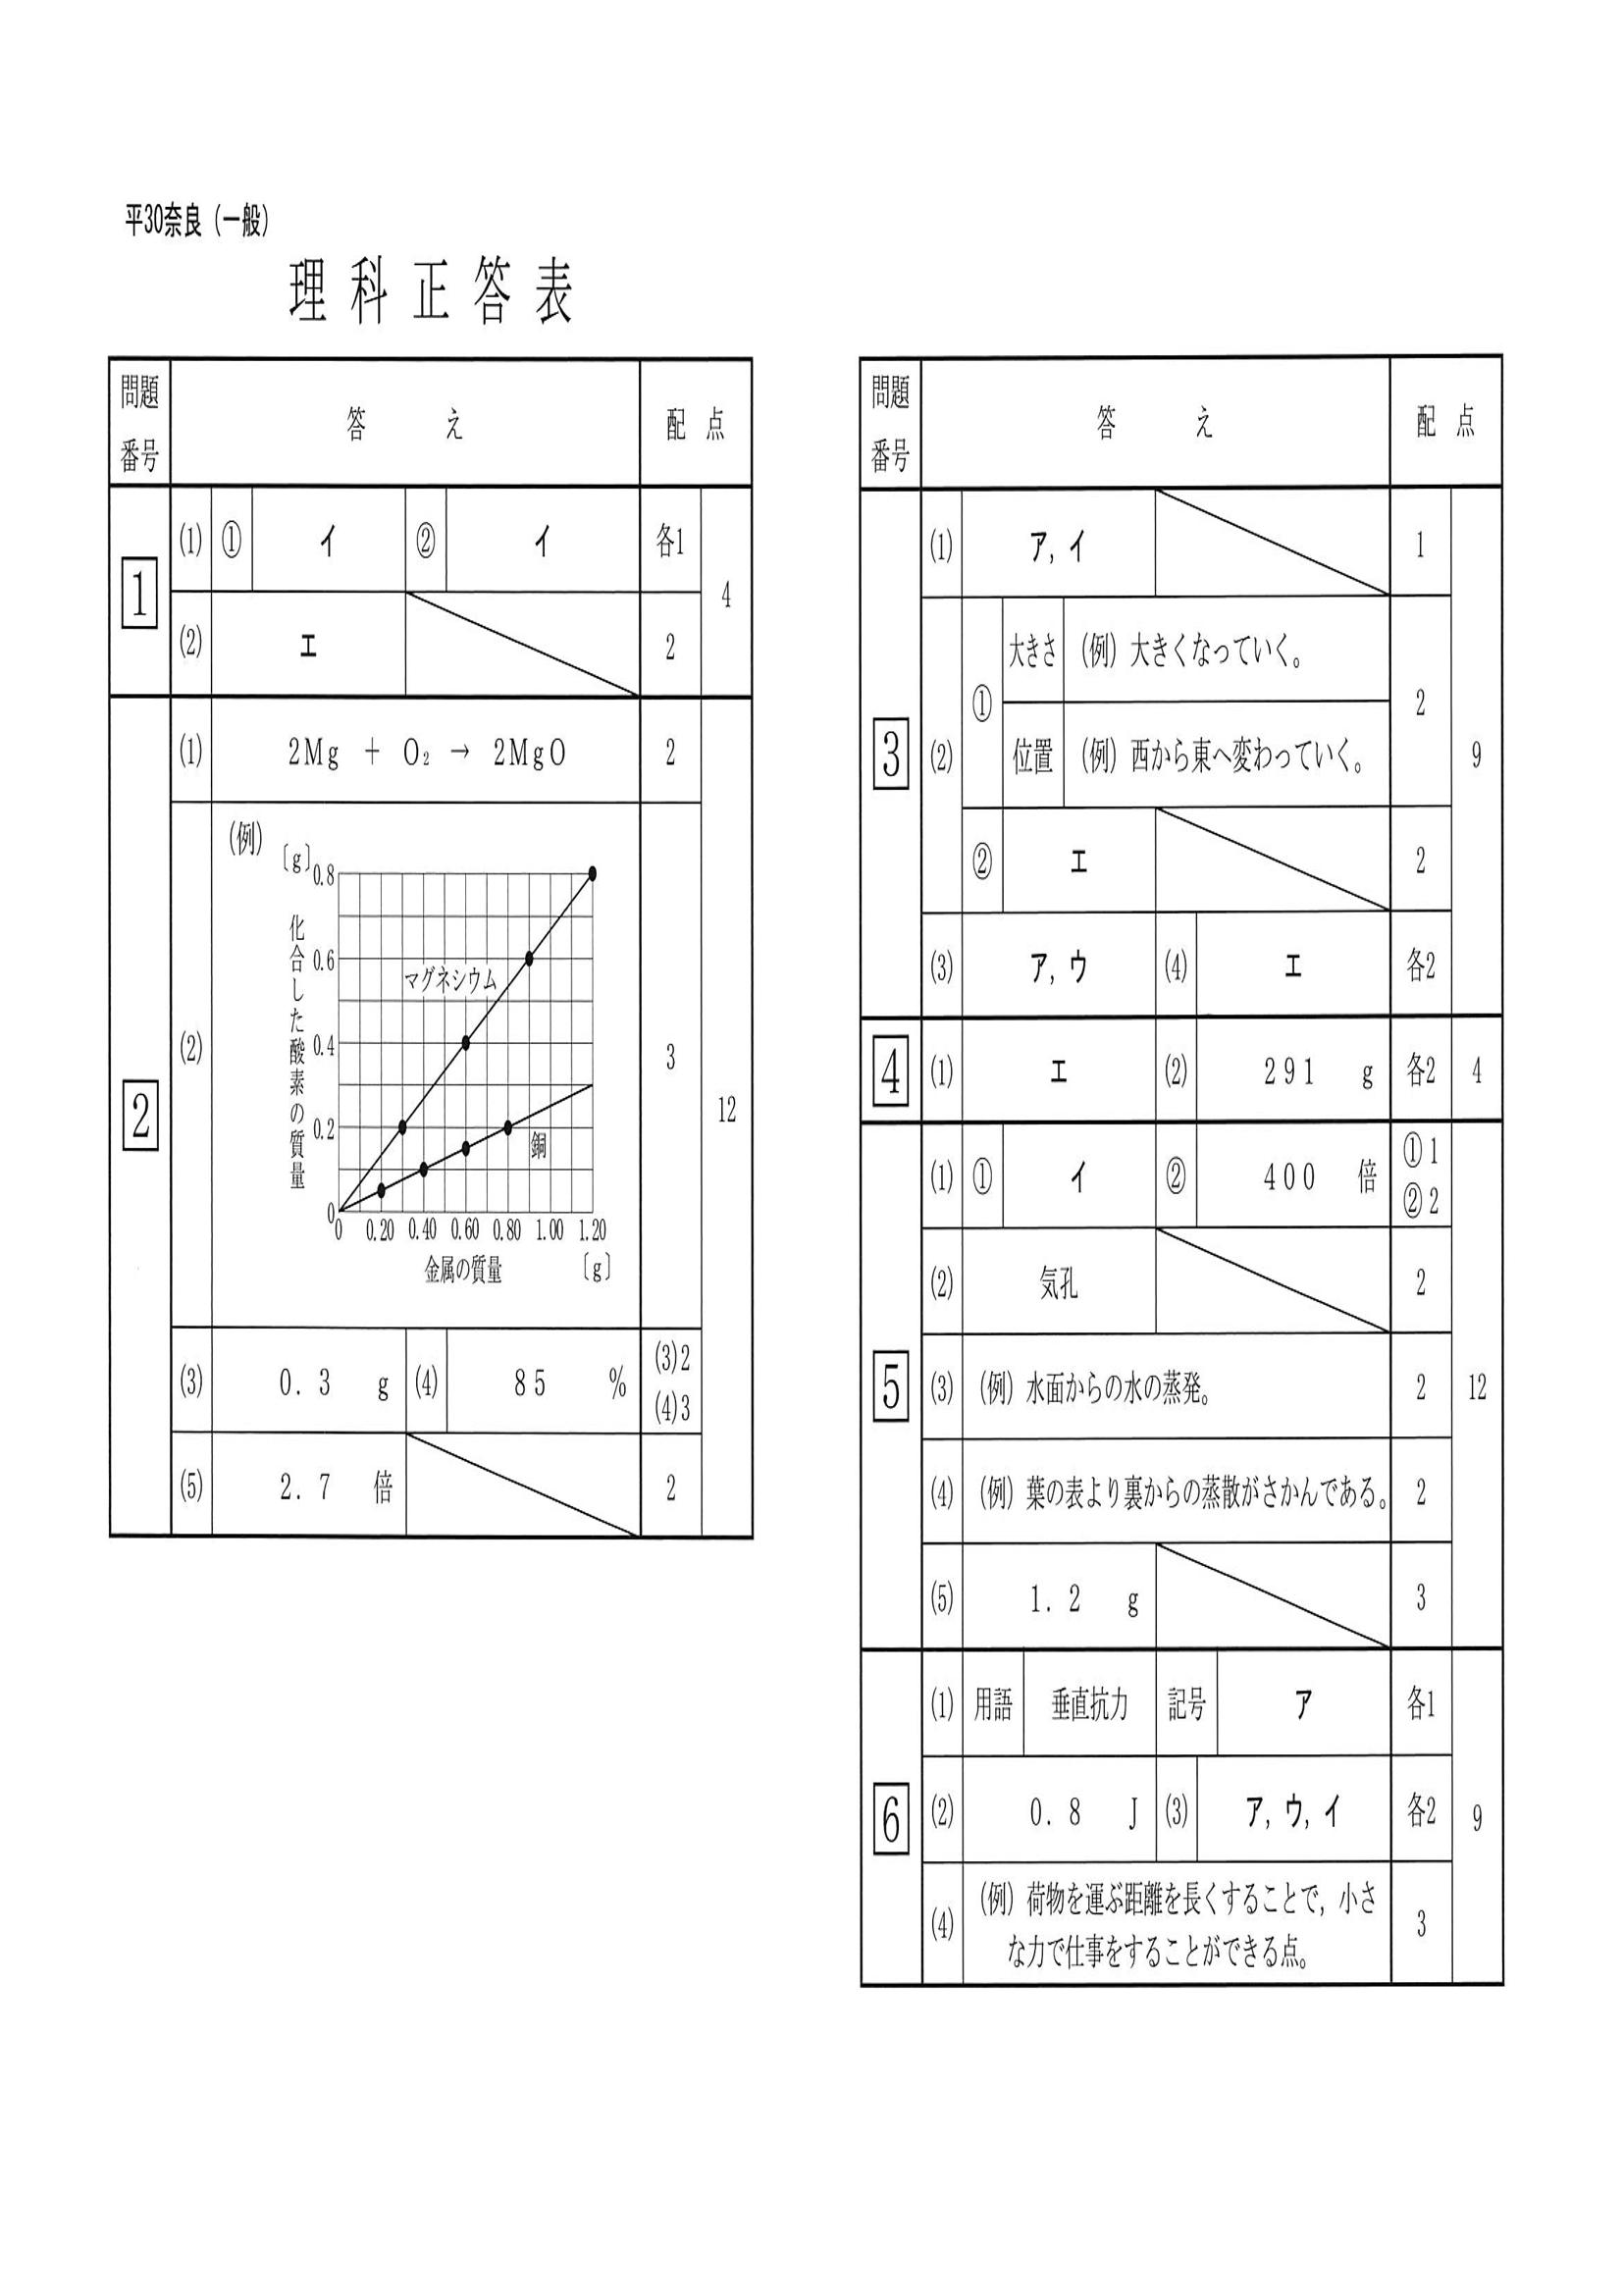 平30奈良（一般）
理科正答表
問題番号 答え 配点
1
(1) ① イ ② イ 各1
(2) エ 2
4
2
(1) 2Mg ＋ O₂ → 2MgO 2
(2) （例） 3
〔g〕
0.8
0.6
0.4
0.2
0
化合した酸素の質量
マグネシウム
銅
0 0.20 0.40 0.60 0.80 1.00 1.20
金属の質量 〔g〕
(3) 0.3 g (4) 85 % (3)2 (4)3
(5) 2.7 倍 2
12
問題番号 答え 配点
3
(1) ア, イ 1
(2) ① 大きさ （例）大きくなっていく。
位置 （例）西から東へ変わっていく。 2
② エ 2
(3) ア, ウ (4) エ 各2
9
4
(1) エ (2) 291 g 各2 4
5
(1) ① イ ② 400 倍 ①1 ②2
(2) 気孔 2
(3) （例）水面からの水の蒸発。 2
(4) （例）葉の表より裏からの蒸散がさかんである。 2
(5) 1.2 g 3
12
6
(1) 用語 垂直抗力 記号 ア 各1
(2) 0.8 J (3) ア, ウ, イ 各2
(4) （例）荷物を運ぶ距離を長くすることで，小さ
な力で仕事をすることができる点。 3
9